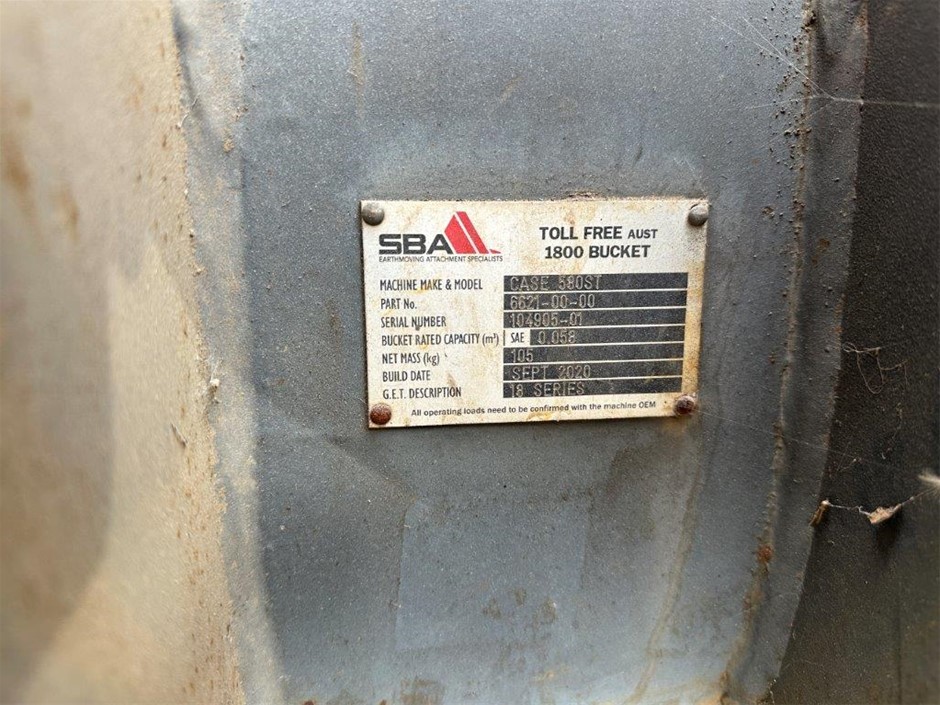 SBA
EARTHMOVING ATTACHMENT SPECIALISTS
TOLL FREE AUST
1800 BUCKET
MACHINE MAKE & MODEL CASE 580ST
PART No. 6621-00-00
SERIAL NUMBER 104905-01
BUCKET RATED CAPACITY (m³) SAE 0.058
NET MASS (kg) 105
BUILD DATE SEPT 2020
G.E.T. DESCRIPTION 18 SERIES
All operating loads need to be confirmed with the machine OEM